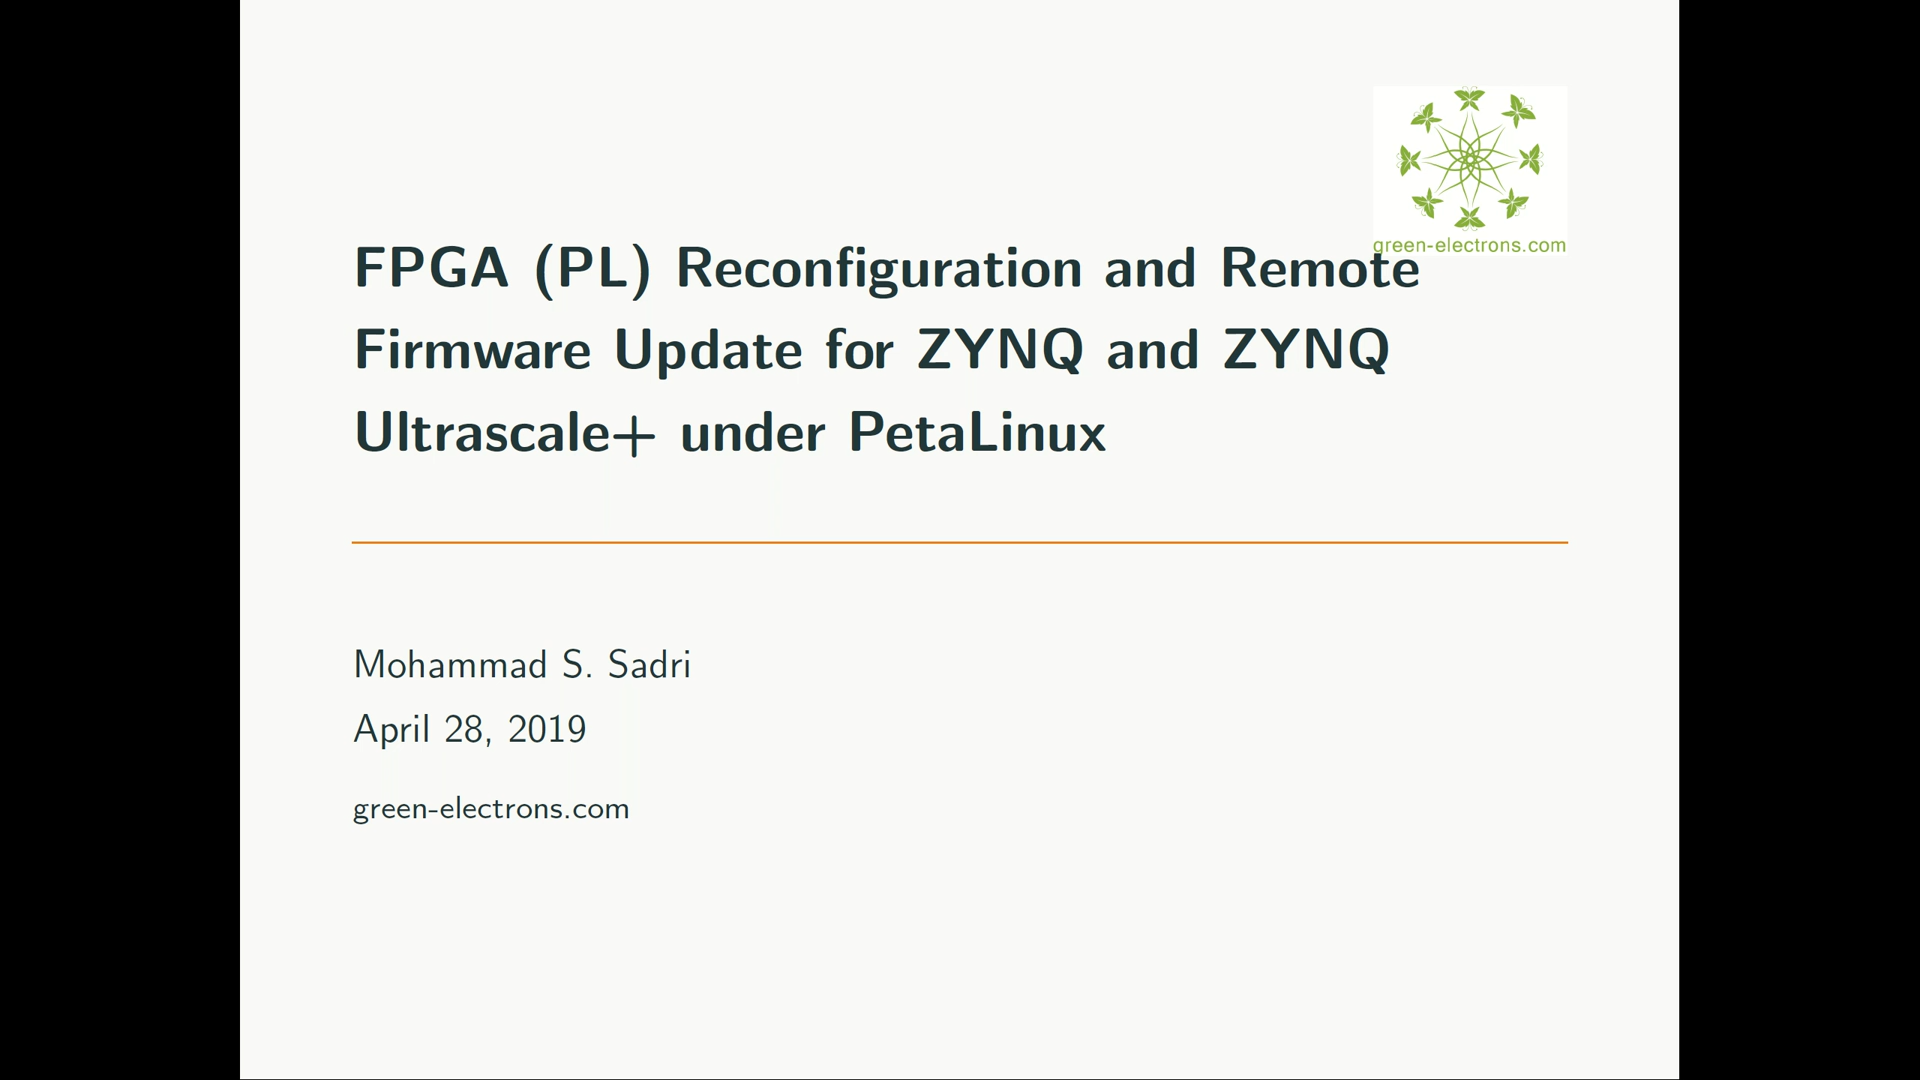 green-electrons.com
FPGA (PL) Reconfiguration and Remote
Firmware Update for ZYNQ and ZYNQ
Ultrascale+ under PetaLinux
Mohammad S. Sadri
April 28, 2019
green-electrons.com